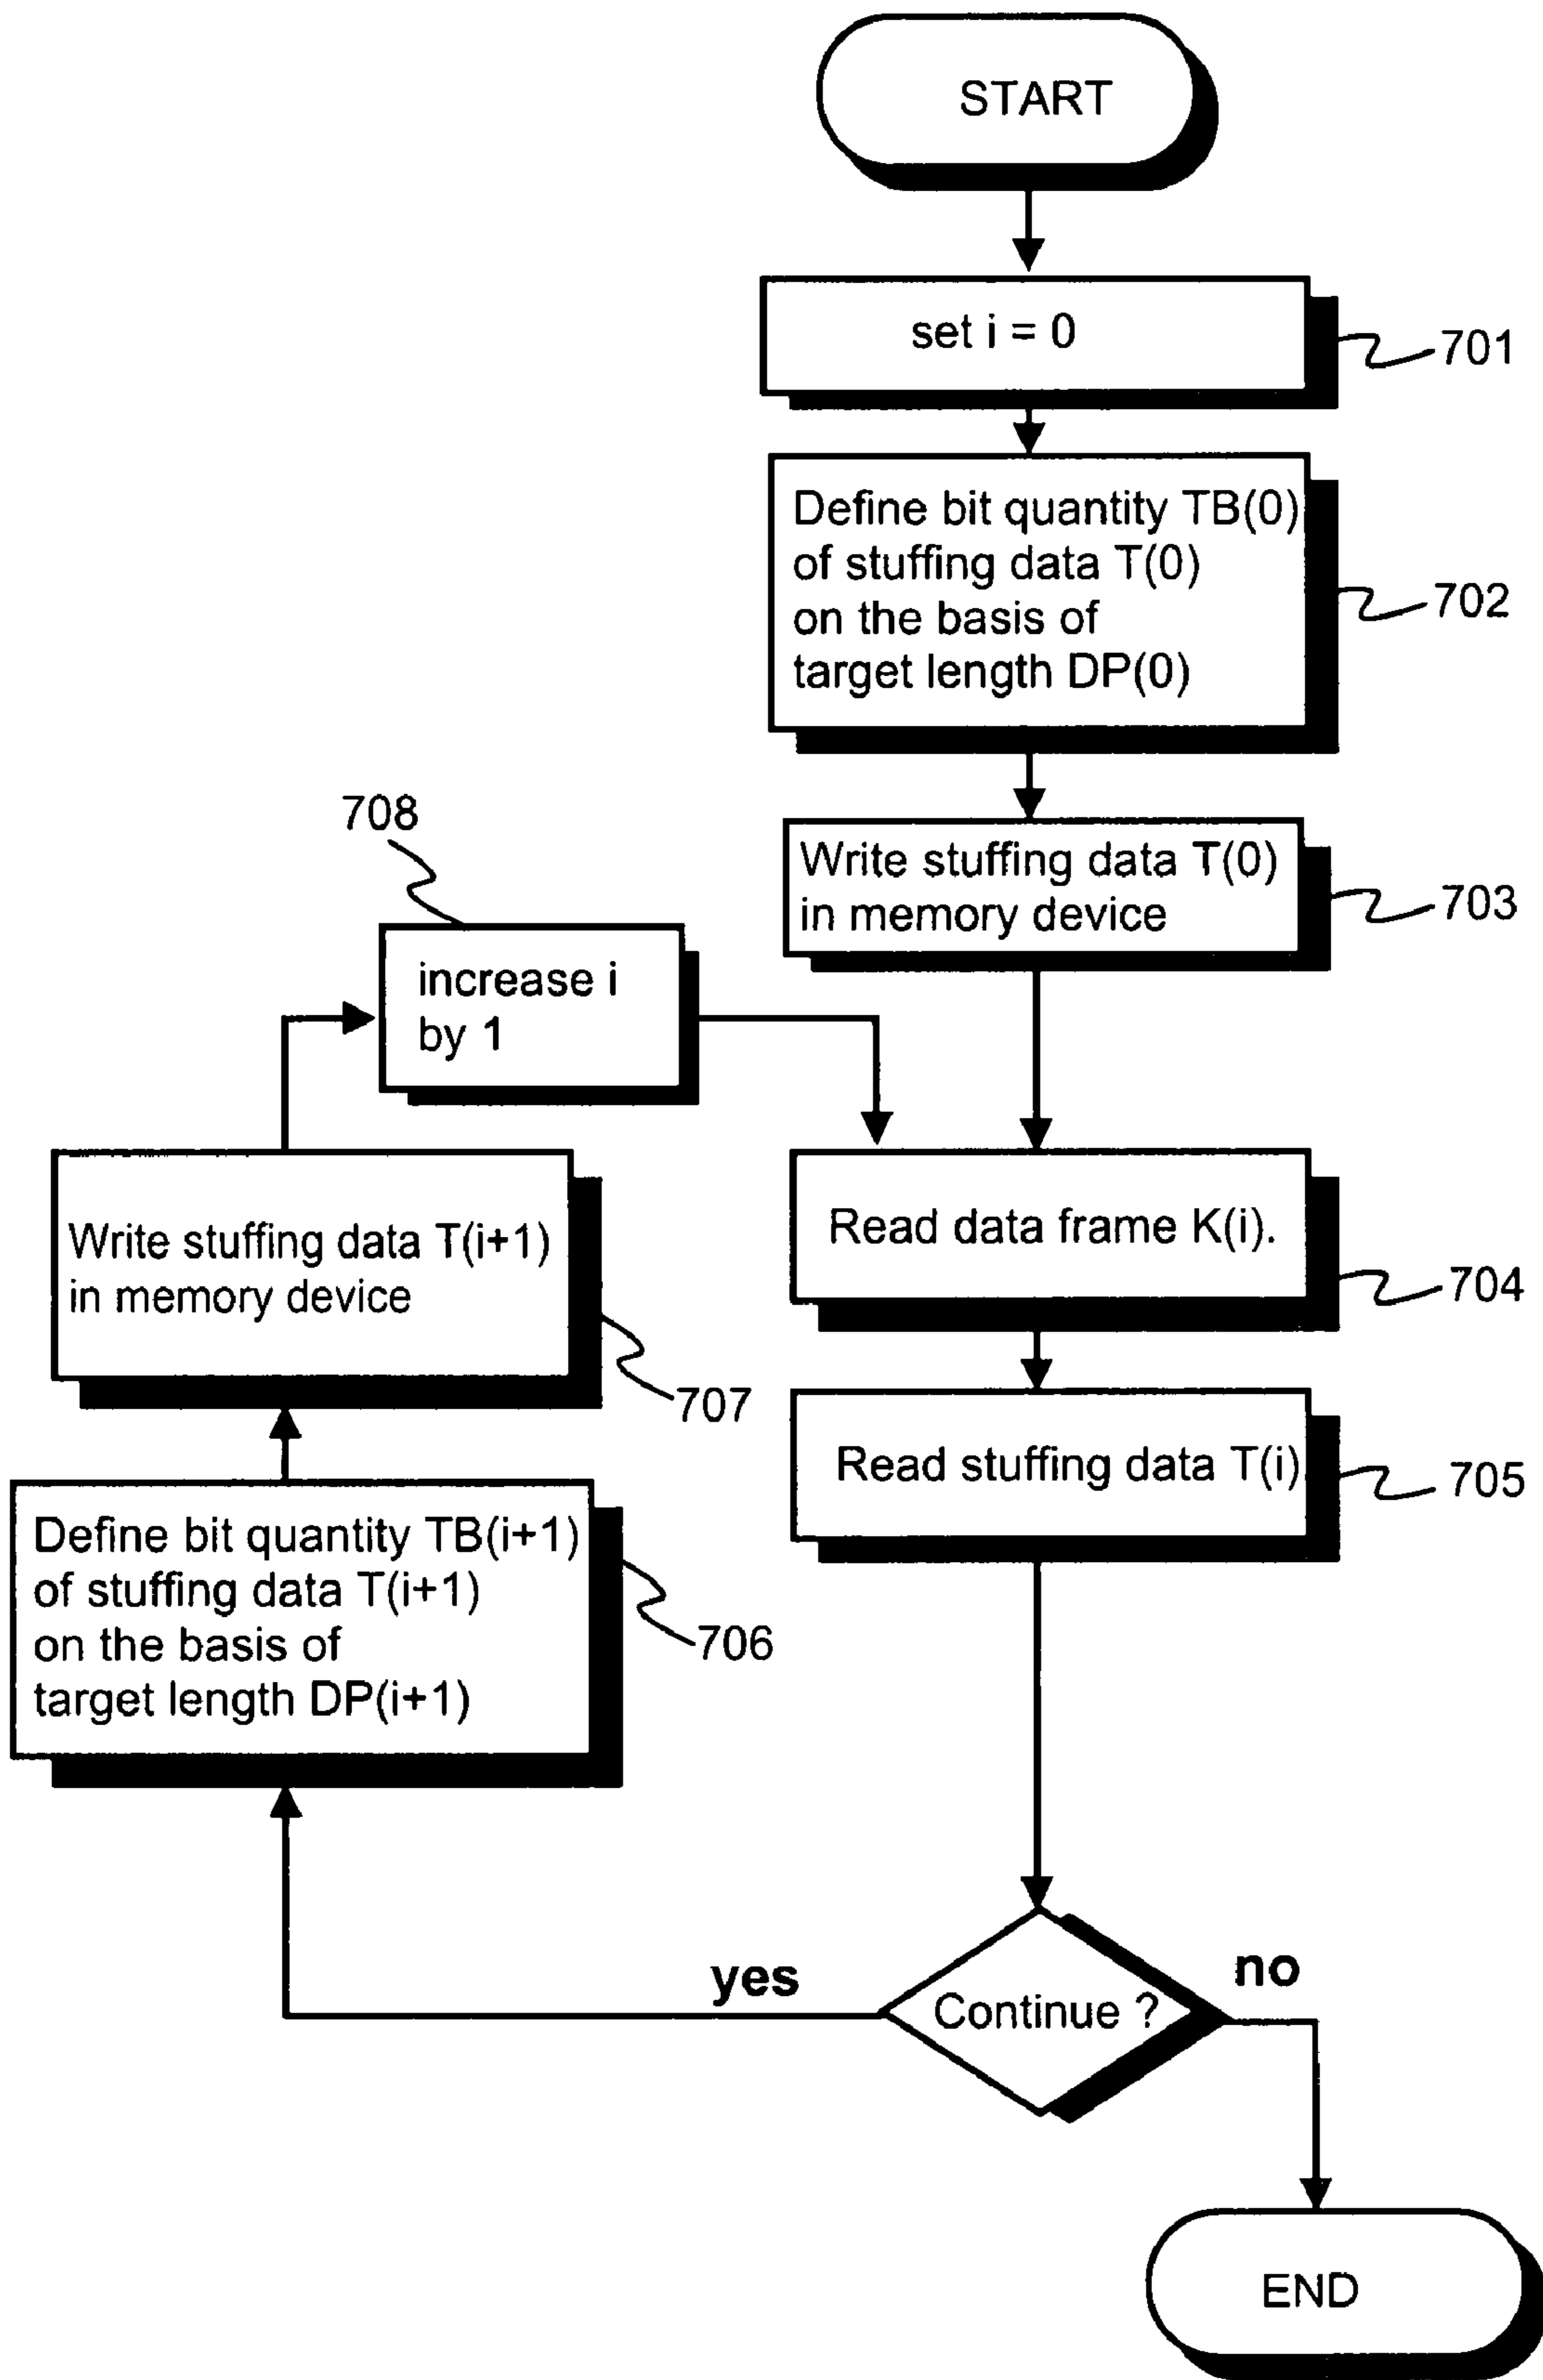 START
set i = 0
701
Define bit quantity TB(0)
of stuffing data T(0)
on the basis of
target length DP(0)
702
Write stuffing data T(0)
in memory device
703
708
increase i
by 1
Read data frame K(i).
704
Write stuffing data T(i+1)
in memory device
707
Read stuffing data T(i)
705
Define bit quantity TB(i+1)
of stuffing data T(i+1)
on the basis of
target length DP(i+1)
706
yes
Continue ?
no
END